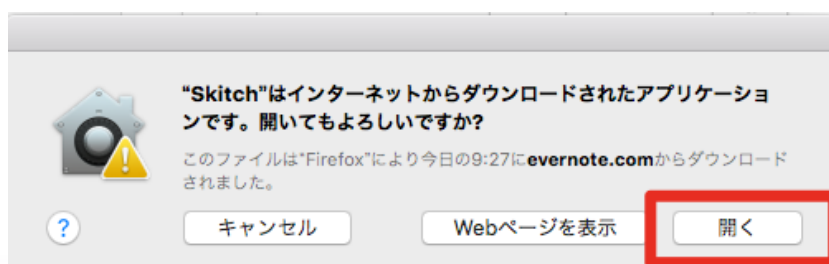 “Skitch”はインターネットからダウンロードされたアプリケーショ
ンです。開いてもよろしいですか?
このファイルは“Firefox”により今日の9:27にevernote.comからダウンロード
されました。
?
キャンセル
Webページを表示
開く